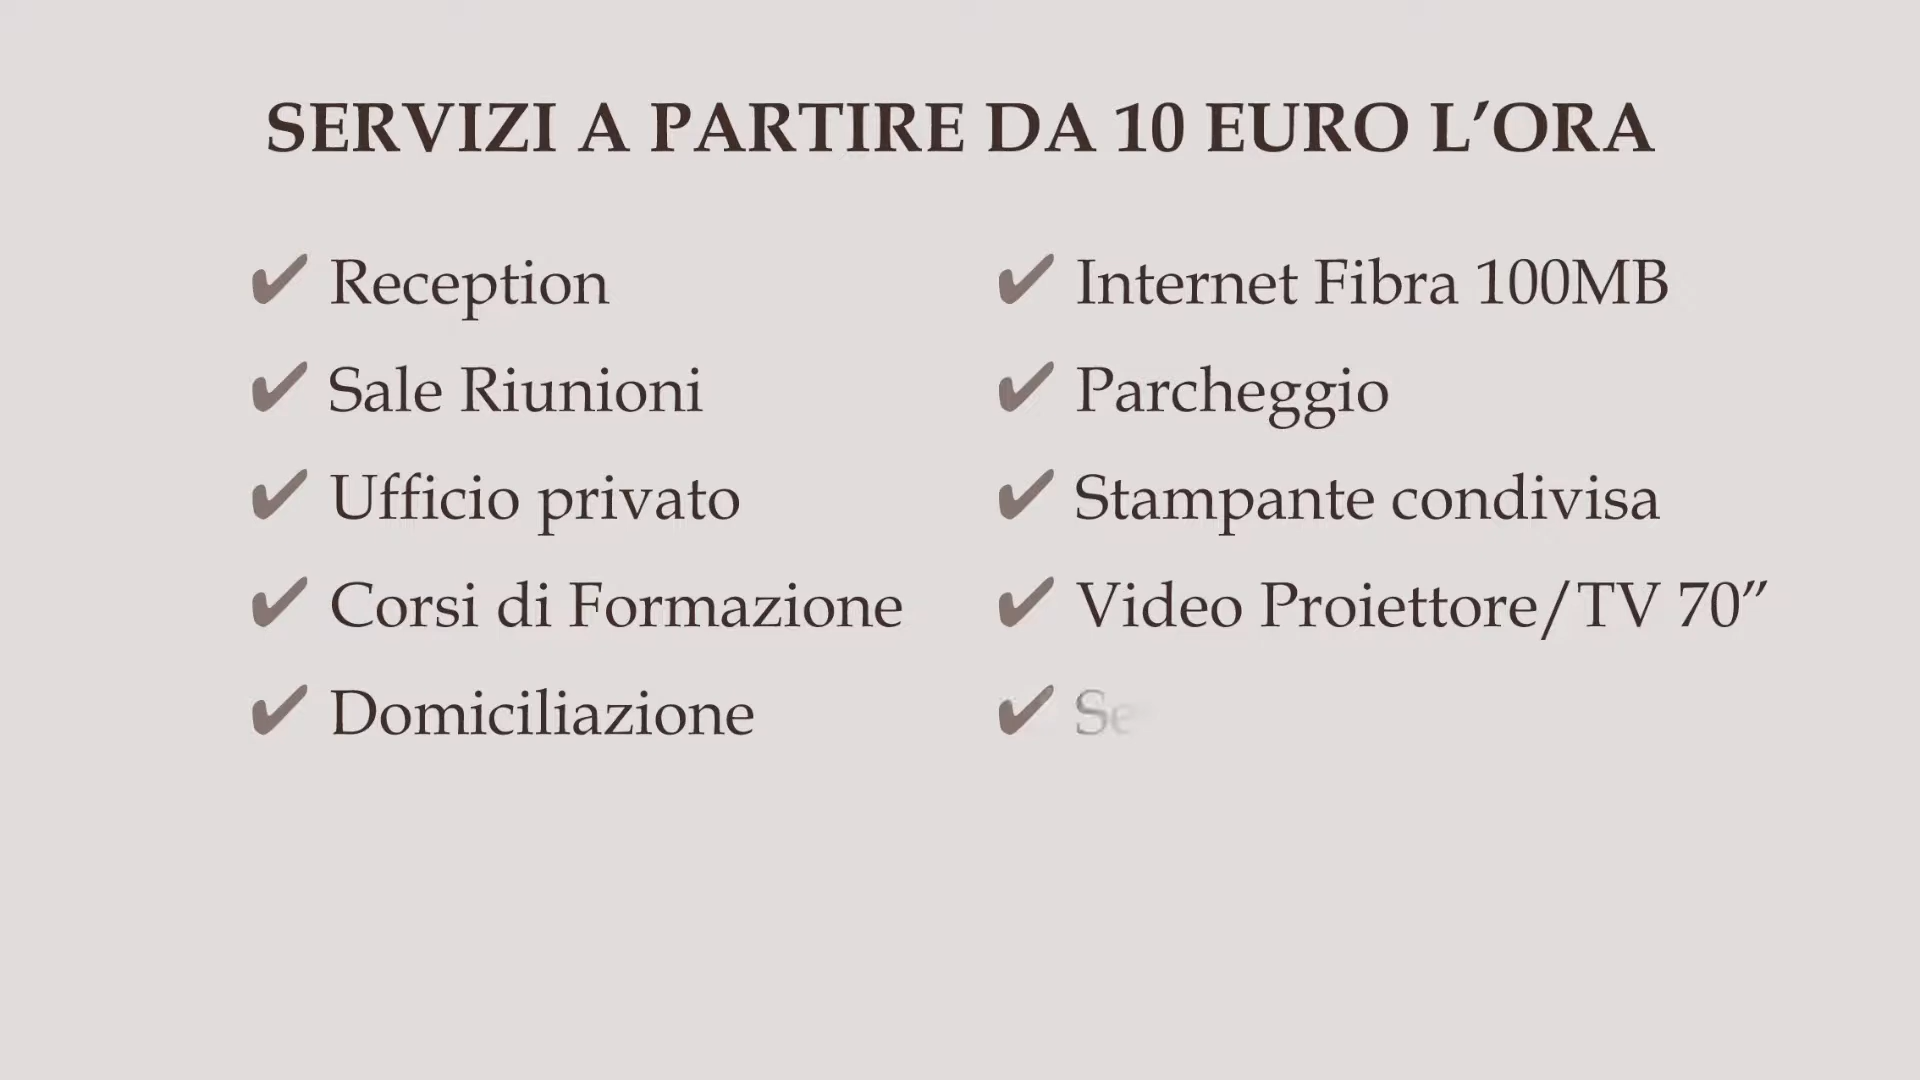 SERVIZI A PARTIRE DA 10 EURO L’ORA
✔ Reception
✔ Sale Riunioni
✔ Ufficio privato
✔ Corsi di Formazione
✔ Domiciliazione
✔ Internet Fibra 100MB
✔ Parcheggio
✔ Stampante condivisa
✔ Video Proiettore/TV 70”
✔